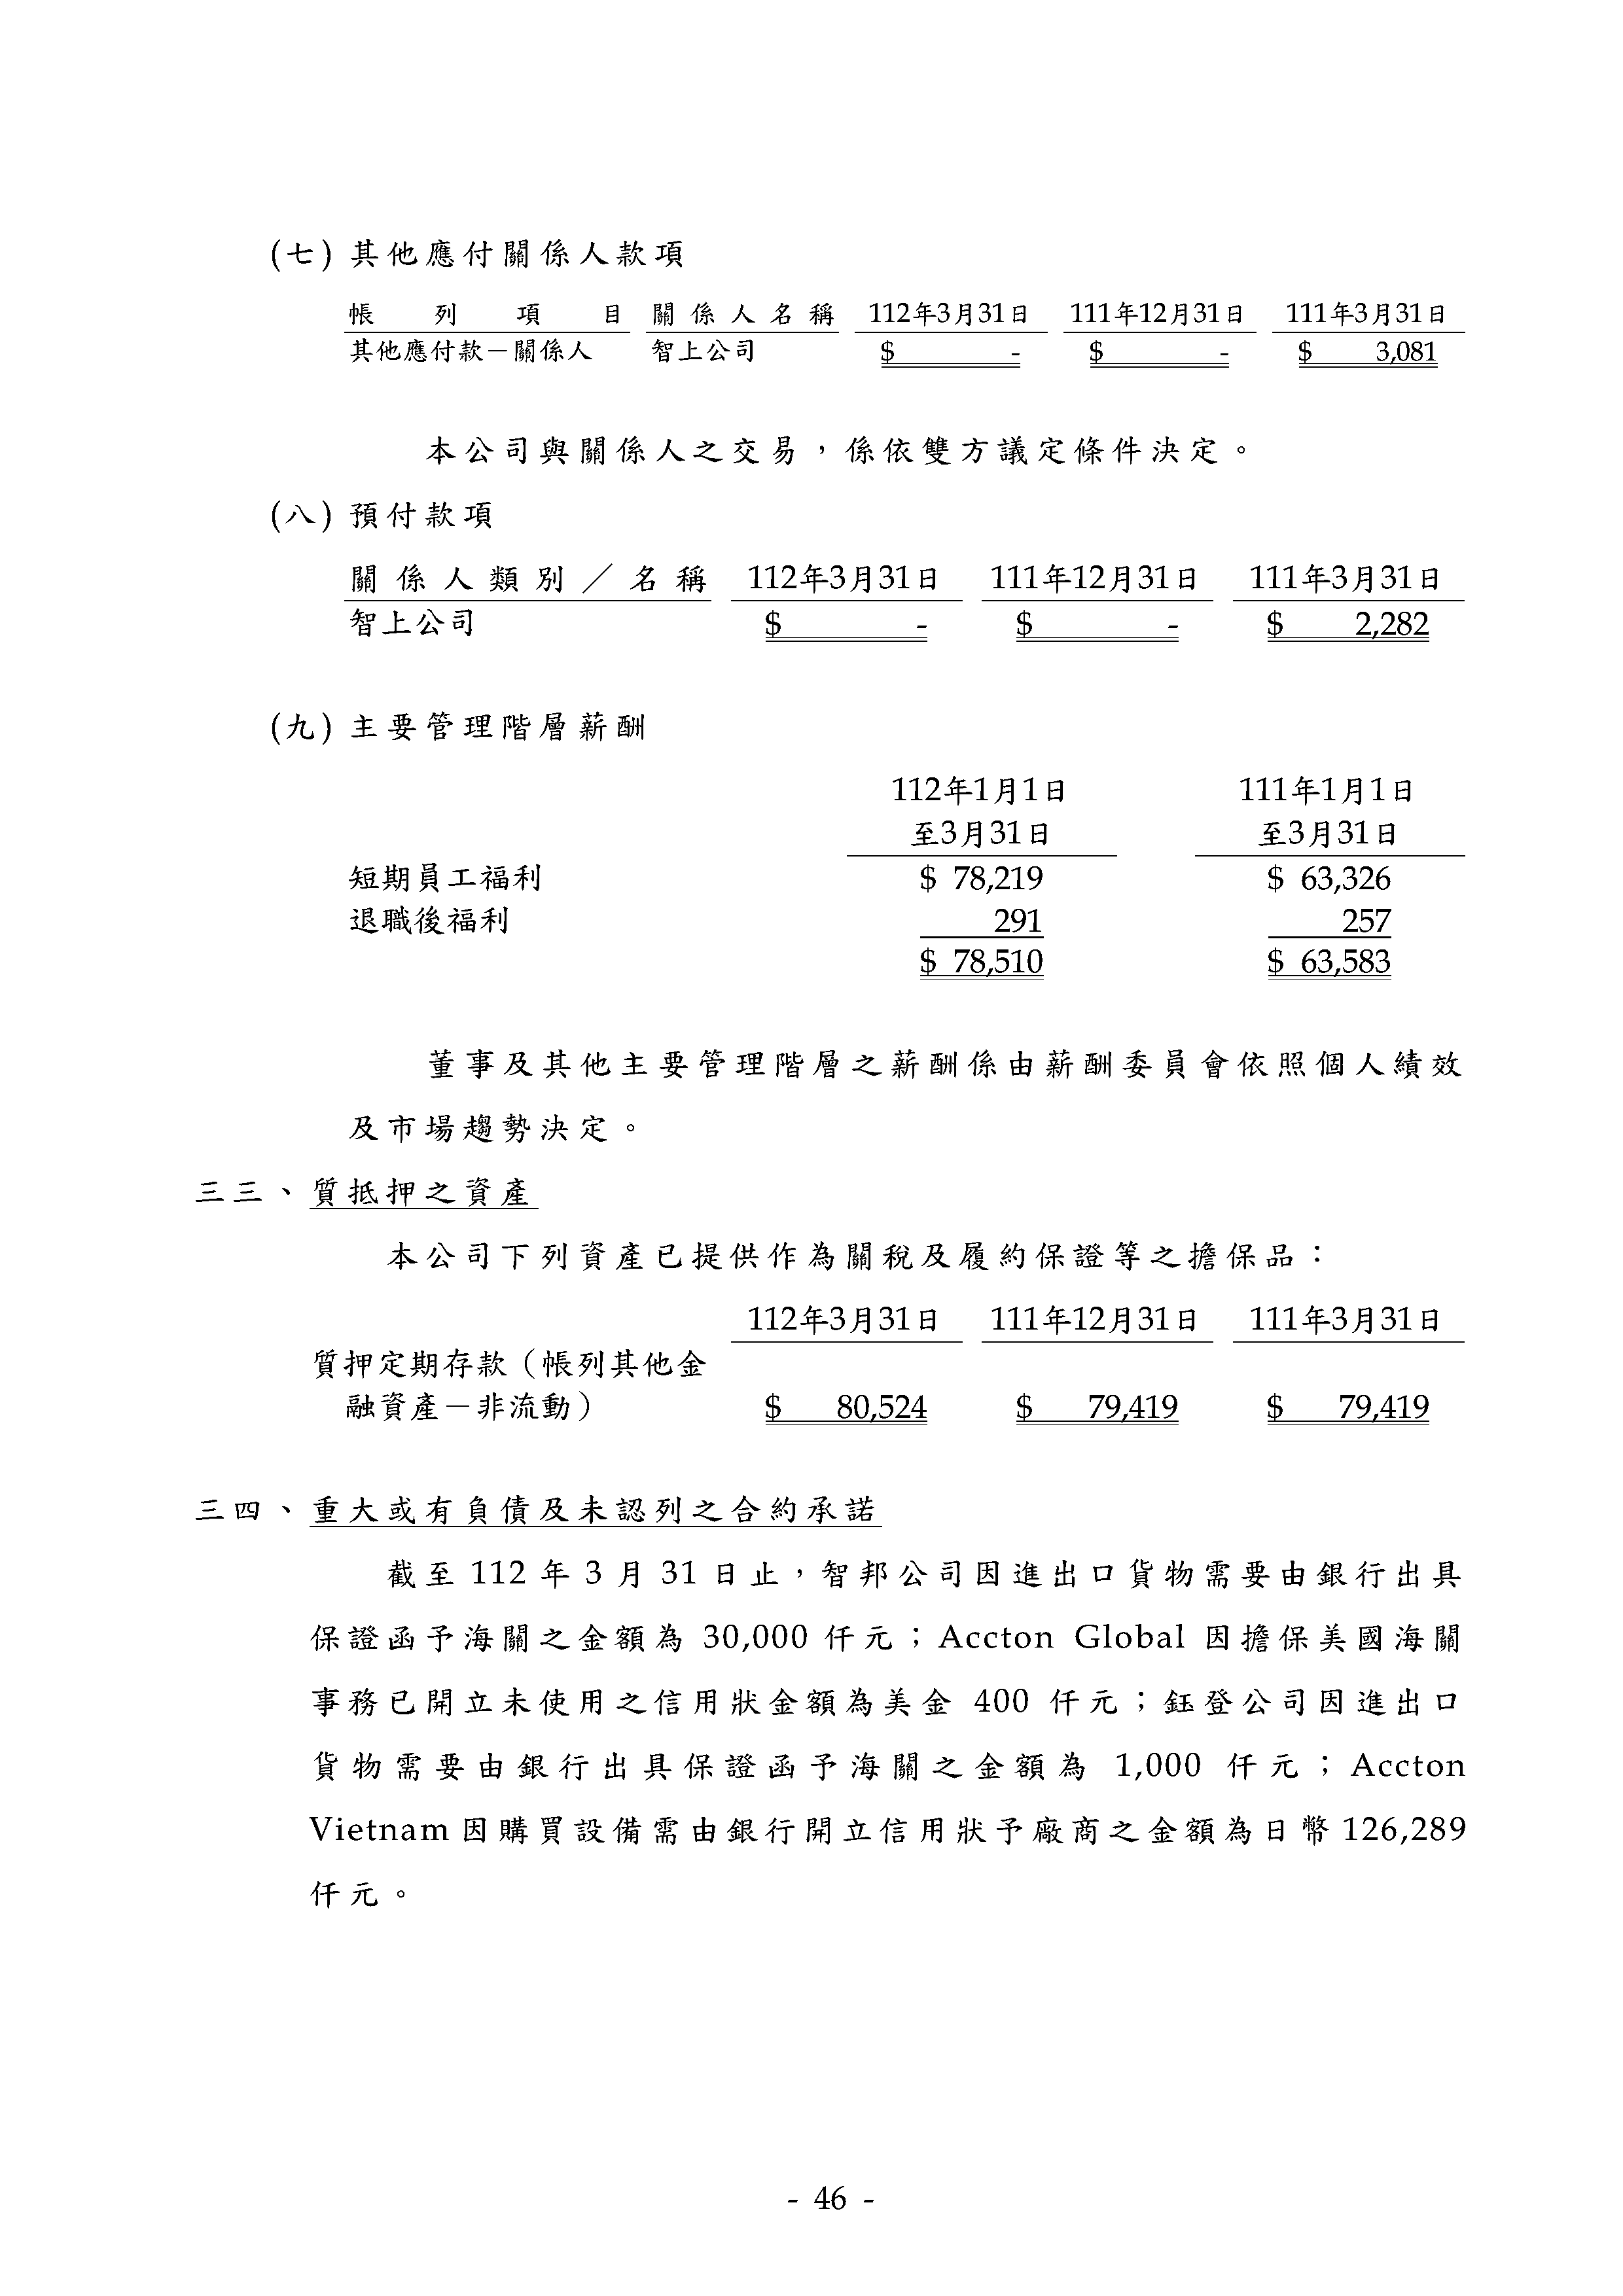 (七) 其他應付關係人款項
帳列項目 關係人名稱 112年3月31日 111年12月31日 111年3月31日
其他應付款－關係人 智上公司 $ - $ - $ 3,081
本公司與關係人之交易，係依雙方議定條件決定。
(八) 預付款項
關係人類別／名稱 112年3月31日 111年12月31日 111年3月31日
智上公司 $ - $ - $ 2,282
(九) 主要管理階層薪酬
112年1月1日 111年1月1日
至3月31日 至3月31日
短期員工福利 $ 78,219 $ 63,326
退職後福利 291 257
$ 78,510 $ 63,583
董事及其他主要管理階層之薪酬係由薪酬委員會依照個人績效
及市場趨勢決定。
三三、質抵押之資產
本公司下列資產已提供作為關稅及履約保證等之擔保品：
112年3月31日 111年12月31日 111年3月31日
質押定期存款（帳列其他金
融資產－非流動） $ 80,524 $ 79,419 $ 79,419
三四、重大或有負債及未認列之合約承諾
截至 112 年 3 月 31 日止，智邦公司因進出口貨物需要由銀行出具
保證函予海關之金額為 30,000 仟元；Accton Global 因擔保美國海關
事務已開立未使用之信用狀金額為美金 400 仟元；鈺登公司因進出口
貨物需要由銀行出具保證函予海關之金額為 1,000 仟元；Accton
Vietnam 因購買設備需由銀行開立信用狀予廠商之金額為日幣 126,289
仟元。
- 46 -